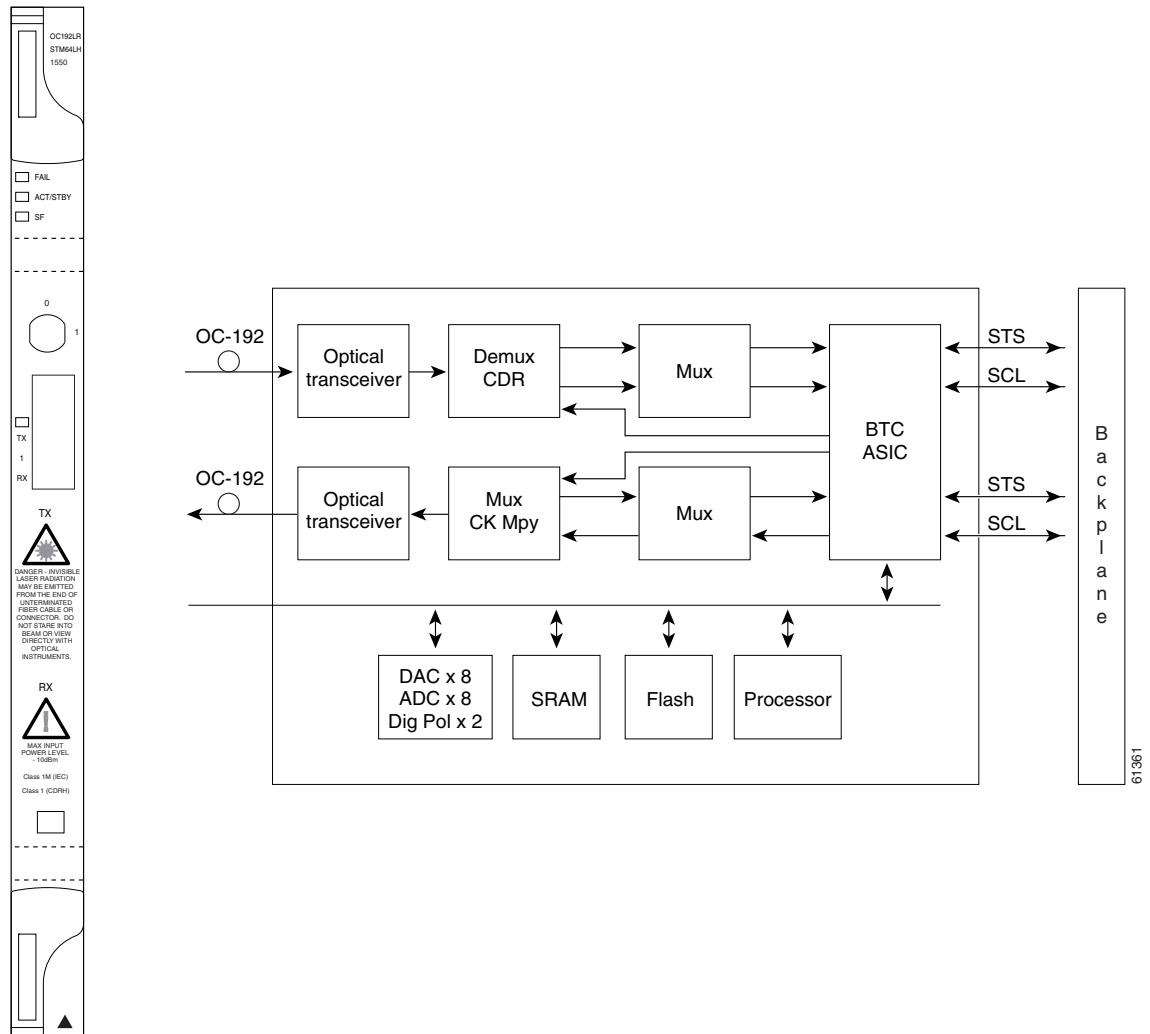 OC192LR
STM64LH
1550
FAIL
ACT/STBY
SF
0
1
TX
1
RX
TX
DANGER - INVISIBLE
LASER RADIATION
MAY BE EMITTED
FROM THE END OF
UNTERMINATED
FIBER CABLE OR
CONNECTOR. DO
NOT STARE INTO
BEAM OR VIEW
DIRECTLY WITH
OPTICAL
INSTRUMENTS.
RX
!
MAX INPUT
POWER LEVEL
- 10dBm
Class 1M (IEC)
Class 1 (CDRH)
OC-192
Optical
transceiver
Demux
CDR
Mux
BTC
ASIC
STS
SCL
OC-192
Optical
transceiver
Mux
CK Mpy
Mux
STS
SCL
DAC x 8
ADC x 8
Dig Pol x 2
SRAM
Flash
Processor
Backplane
61361